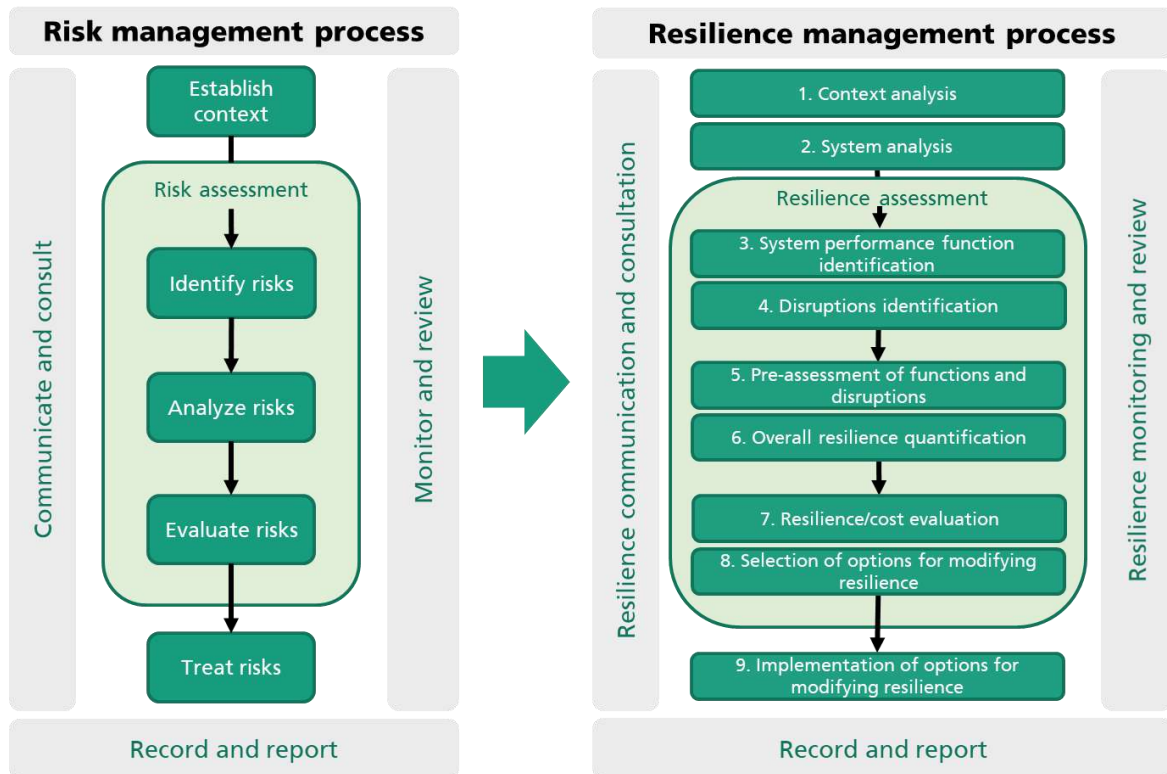 Risk management process
Communicate and consult
Establish
context
Risk assessment
Identify risks
Analyze risks
Evaluate risks
Treat risks
Monitor and review
Record and report
Resilience management process
Resilience communication and consultation
1. Context analysis
2. System analysis
Resilience assessment
3. System performance function
identification
4. Disruptions identification
5. Pre-assessment of functions and
disruptions
6. Overall resilience quantification
7. Resilience/cost evaluation
8. Selection of options for modifying
resilience
9. Implementation of options for
modifying resilience
Resilience monitoring and review
Record and report